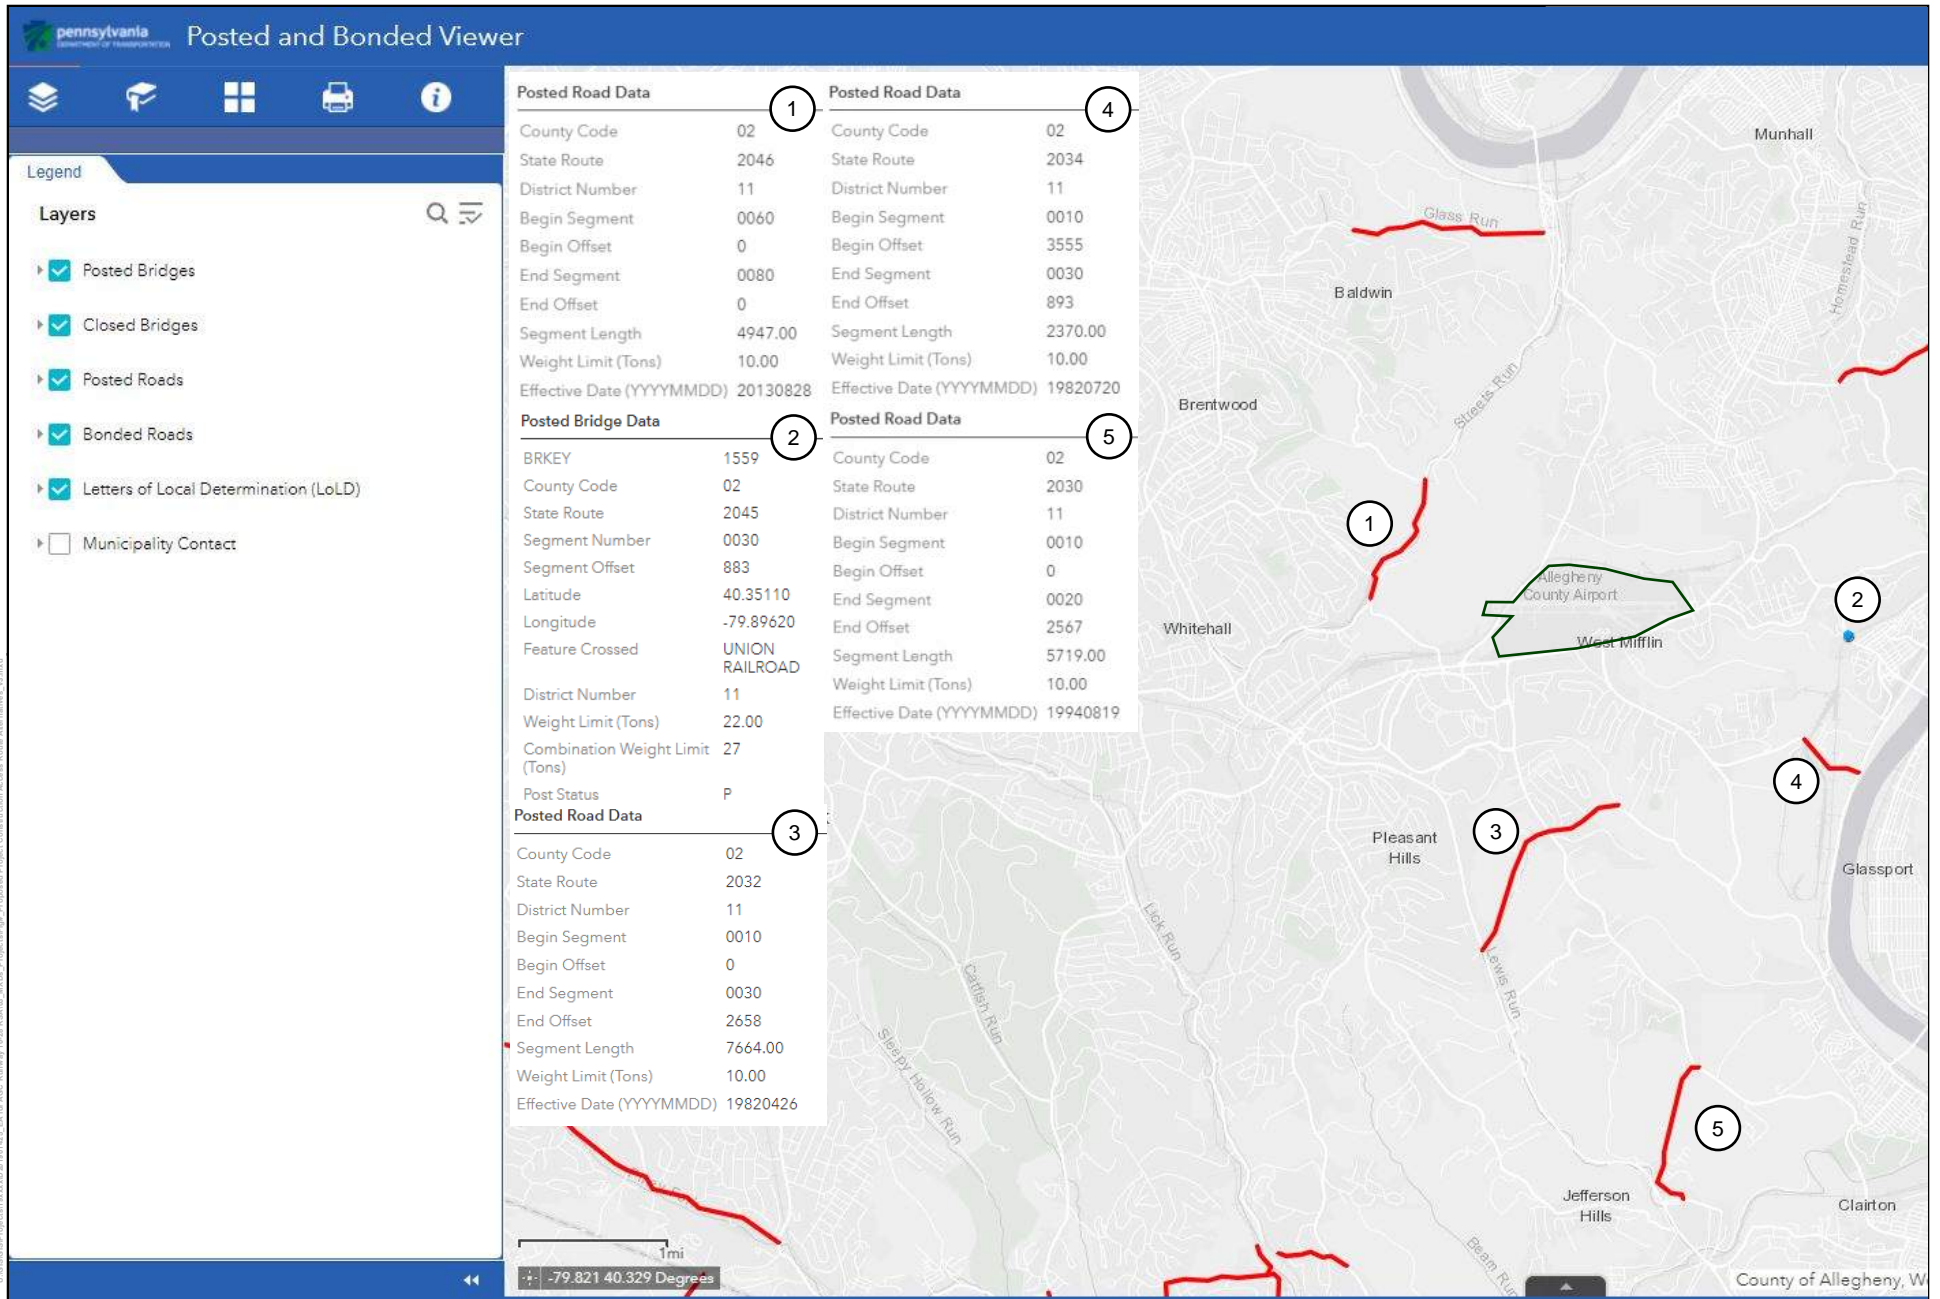 pennsylvania
DEPARTMENT OF TRANSPORTATION
Posted and Bonded Viewer
Legend
Layers
Posted Bridges
Closed Bridges
Posted Roads
Bonded Roads
Letters of Local Determination (LoLD)
Municipality Contact
Posted Road Data
1
County Code 02
State Route 2046
District Number 11
Begin Segment 0060
Begin Offset 0
End Segment 0080
End Offset 0
Segment Length 4947.00
Weight Limit (Tons) 10.00
Effective Date (YYYYMMDD) 20130828
Posted Bridge Data
2
BRKEY 1559
County Code 02
State Route 2045
Segment Number 0030
Segment Offset 883
Latitude 40.35110
Longitude -79.89620
Feature Crossed UNION
RAILROAD
District Number 11
Weight Limit (Tons) 22.00
Combination Weight Limit 27
(Tons)
Post Status P
Posted Road Data
3
County Code 02
State Route 2032
District Number 11
Begin Segment 0010
Begin Offset 0
End Segment 0030
End Offset 2658
Segment Length 7664.00
Weight Limit (Tons) 10.00
Effective Date (YYYYMMDD) 19820426
Posted Road Data
4
County Code 02
State Route 2034
District Number 11
Begin Segment 0010
Begin Offset 3555
End Segment 0030
End Offset 893
Segment Length 2370.00
Weight Limit (Tons) 10.00
Effective Date (YYYYMMDD) 19820720
Posted Road Data
5
County Code 02
State Route 2030
District Number 11
Begin Segment 0010
Begin Offset 0
End Segment 0020
End Offset 2567
Segment Length 5719.00
Weight Limit (Tons) 10.00
Effective Date (YYYYMMDD) 19940819
Munhall
Glass Run
Homestead Run
Baldwin
Streets Run
Brentwood
1
Allegheny
County Airport
2
Whitehall
West Mifflin
4
3
Pleasant
Hills
Glassport
Lick Run
Lewis Run
Catfish Run
Sleepy Hollow Run
5
Jefferson
Hills
Clairton
Beam Run
1mi
-79.821 40.329 Degrees
County of Allegheny, W